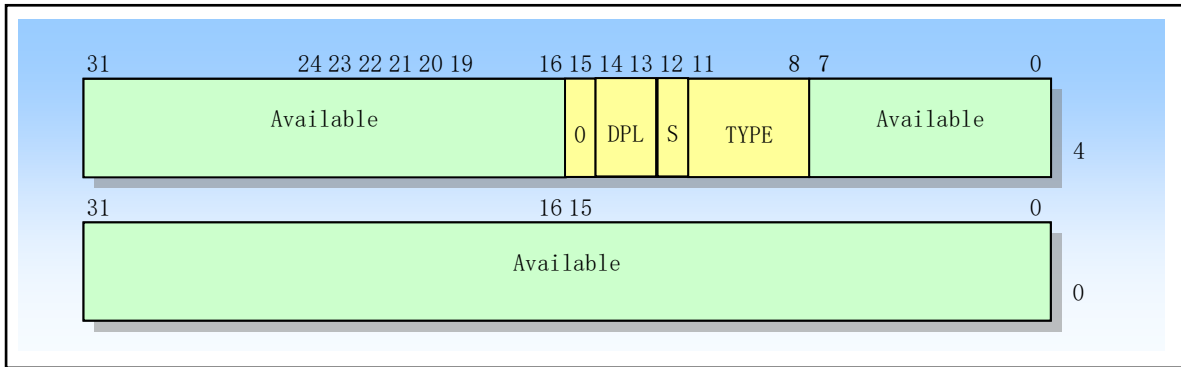 31 24 23 22 21 20 19 16 15 14 13 12 11 8 7 0
Available 0 DPL S TYPE Available
4
31 16 15 0
Available
0